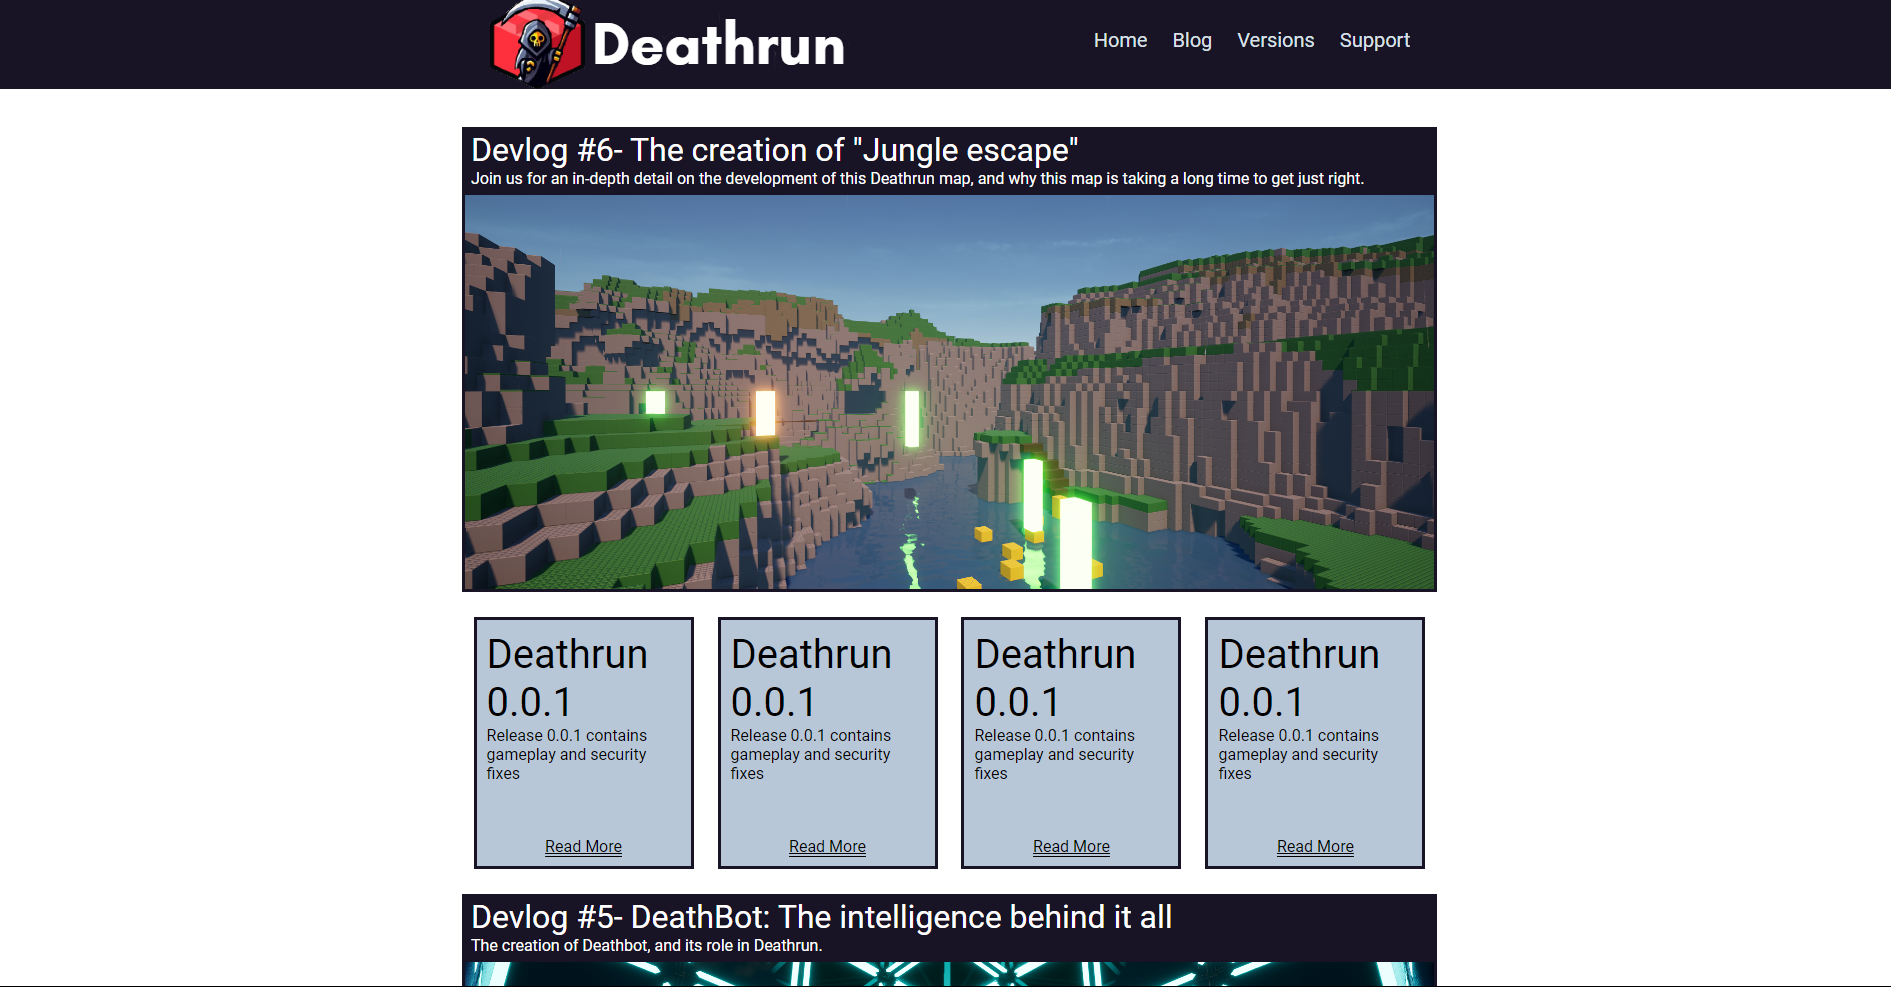 Deathrun
Home Blog Versions Support
Devlog #6- The creation of "Jungle escape"
Join us for an in-depth detail on the development of this Deathrun map, and why this map is taking a long time to get just right.
Deathrun
0.0.1
Release 0.0.1 contains
gameplay and security
fixes
Read More
Deathrun
0.0.1
Release 0.0.1 contains
gameplay and security
fixes
Read More
Deathrun
0.0.1
Release 0.0.1 contains
gameplay and security
fixes
Read More
Deathrun
0.0.1
Release 0.0.1 contains
gameplay and security
fixes
Read More
Devlog #5- DeathBot: The intelligence behind it all
The creation of Deathbot, and its role in Deathrun.